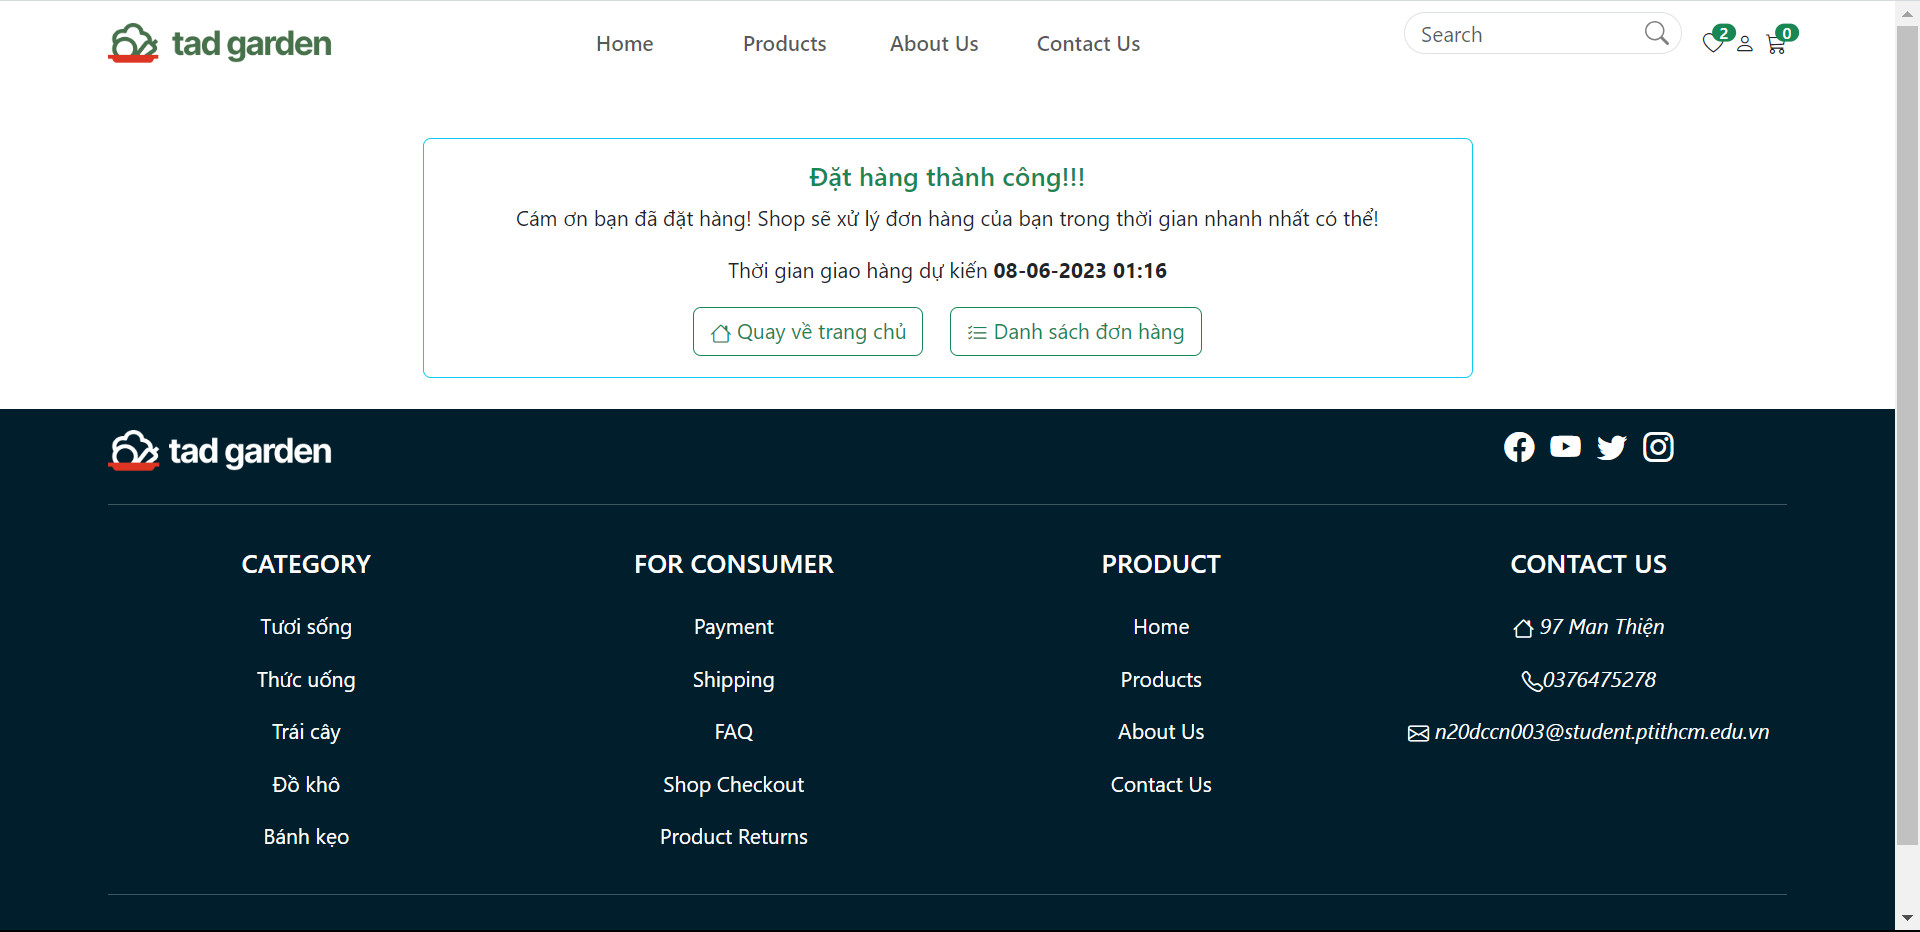 tad garden
Home Products About Us Contact Us
Search
2
0
Đặt hàng thành công!!!
Cám ơn bạn đã đặt hàng! Shop sẽ xử lý đơn hàng của bạn trong thời gian nhanh nhất có thể!
Thời gian giao hàng dự kiến 08-06-2023 01:16
Quay về trang chủ
Danh sách đơn hàng
tad garden
CATEGORY
Tươi sống
Thức uống
Trái cây
Đồ khô
Bánh kẹo
FOR CONSUMER
Payment
Shipping
FAQ
Shop Checkout
Product Returns
PRODUCT
Home
Products
About Us
Contact Us
CONTACT US
97 Man Thiện
0376475278
n20dccn003@student.ptithcm.edu.vn